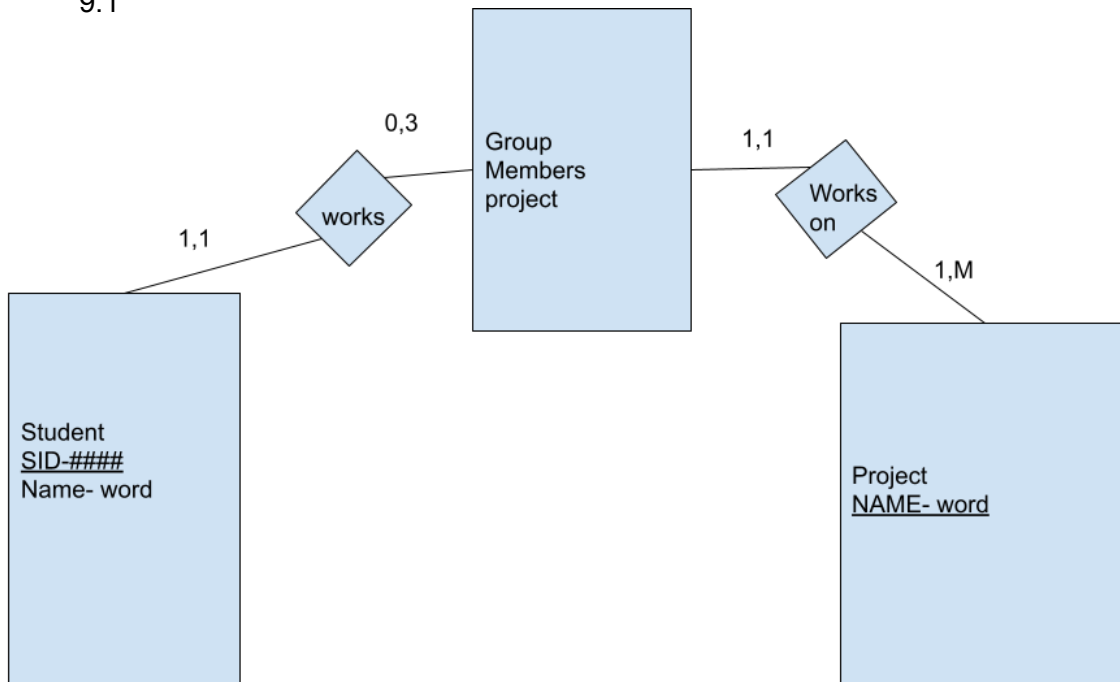 9.1
0,3
Group
Members
project
1,1
Works
on
works
1,1
1,M
Student
SID-####
Name- word
Project
NAME- word